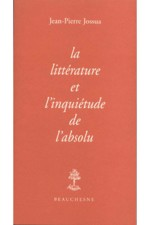 Jean-Pierre Jossua
la
littérature
et
l'inquiétude
de
l'absolu
BEAUCHESNE